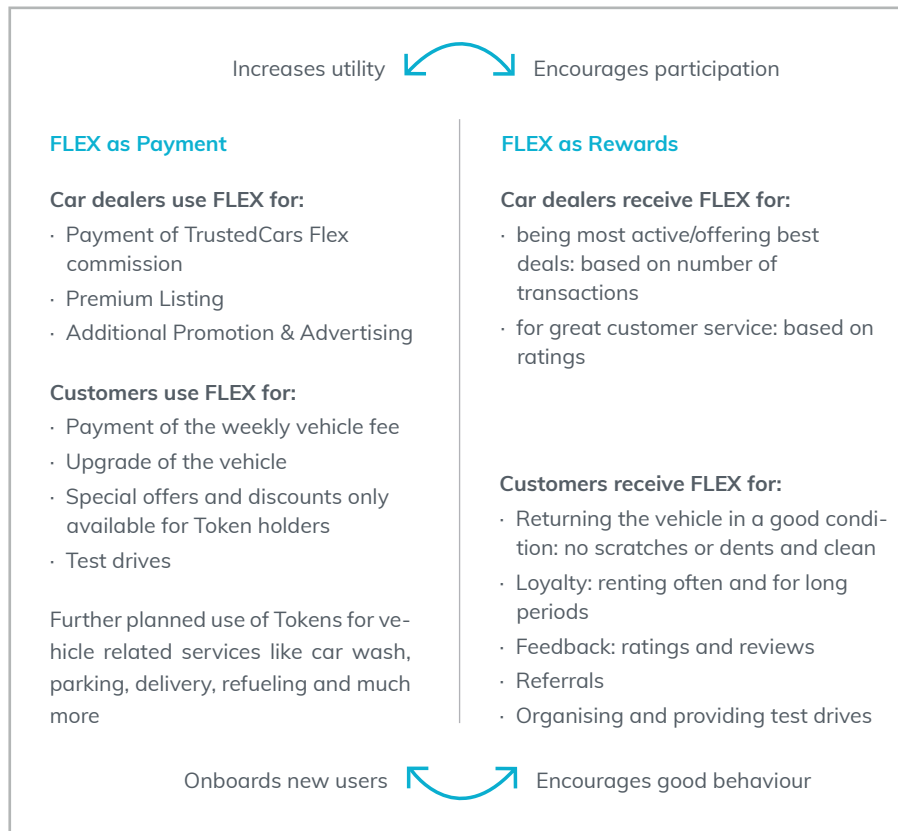 Increases utility
Encourages participation
FLEX as Payment
Car dealers use FLEX for:
· Payment of TrustedCars Flex
commission
· Premium Listing
· Additional Promotion & Advertising
Customers use FLEX for:
· Payment of the weekly vehicle fee
· Upgrade of the vehicle
· Special offers and discounts only
available for Token holders
· Test drives
Further planned use of Tokens for ve-
hicle related services like car wash,
parking, delivery, refueling and much
more
FLEX as Rewards
Car dealers receive FLEX for:
· being most active/offering best
deals: based on number of
transactions
· for great customer service: based on
ratings
Customers receive FLEX for:
· Returning the vehicle in a good condi-
tion: no scratches or dents and clean
· Loyalty: renting often and for long
periods
· Feedback: ratings and reviews
· Referrals
· Organising and providing test drives
Onboards new users
Encourages good behaviour